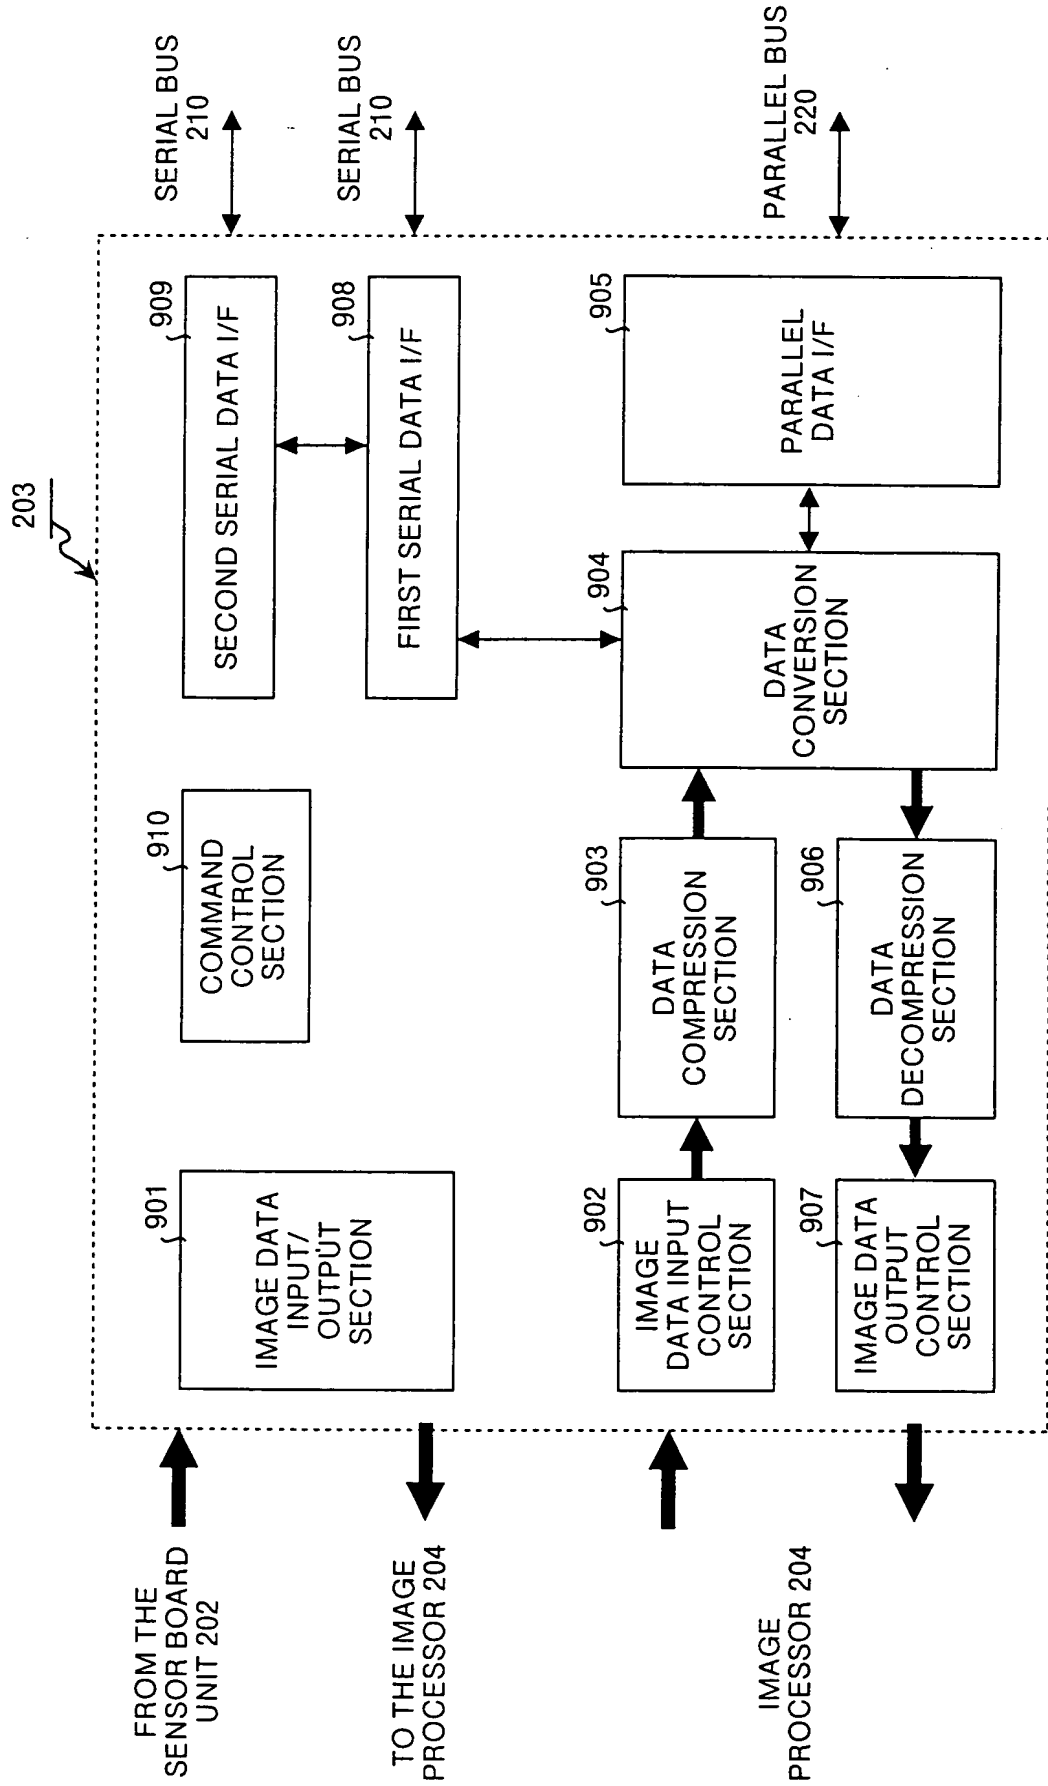 203
FROM THE
SENSOR BOARD
UNIT 202
901
IMAGE DATA
INPUT/
OUTPUT
SECTION
910
COMMAND
CONTROL
SECTION
909
SECOND SERIAL DATA I/F
SERIAL BUS
210
TO THE IMAGE
PROCESSOR 204
908
FIRST SERIAL DATA I/F
SERIAL BUS
210
IMAGE
PROCESSOR 204
902
IMAGE
DATA INPUT
CONTROL
SECTION
903
DATA
COMPRESSION
SECTION
904
DATA
CONVERSION
SECTION
905
PARALLEL
DATA I/F
PARALLEL BUS
220
907
IMAGE DATA
OUTPUT
CONTROL
SECTION
906
DATA
DECOMPRESSION
SECTION